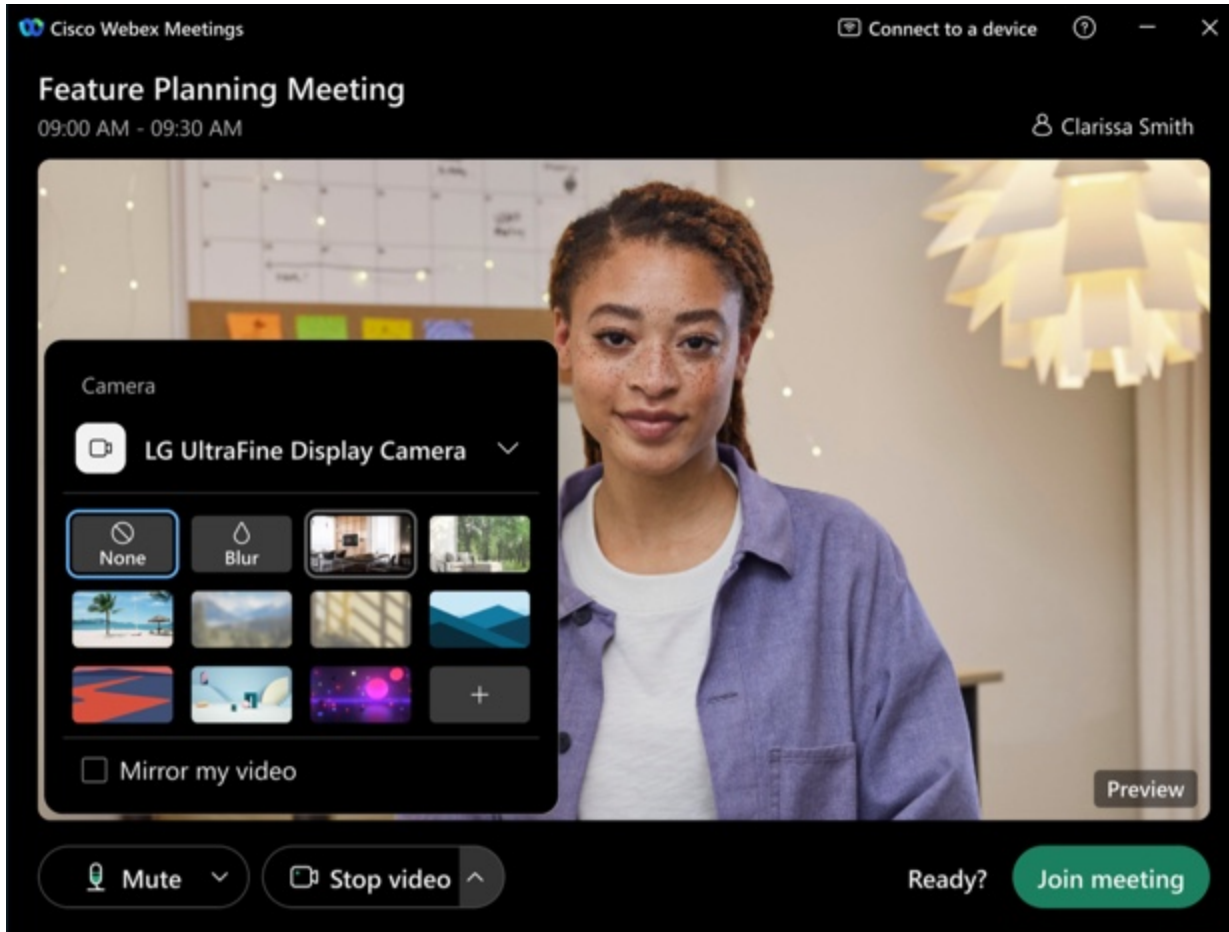 Cisco Webex Meetings
Connect to a device
Feature Planning Meeting
09:00 AM - 09:30 AM
Clarissa Smith
Camera
LG UltraFine Display Camera
None
Blur
Mirror my video
Preview
Mute
Stop video
Ready?
Join meeting